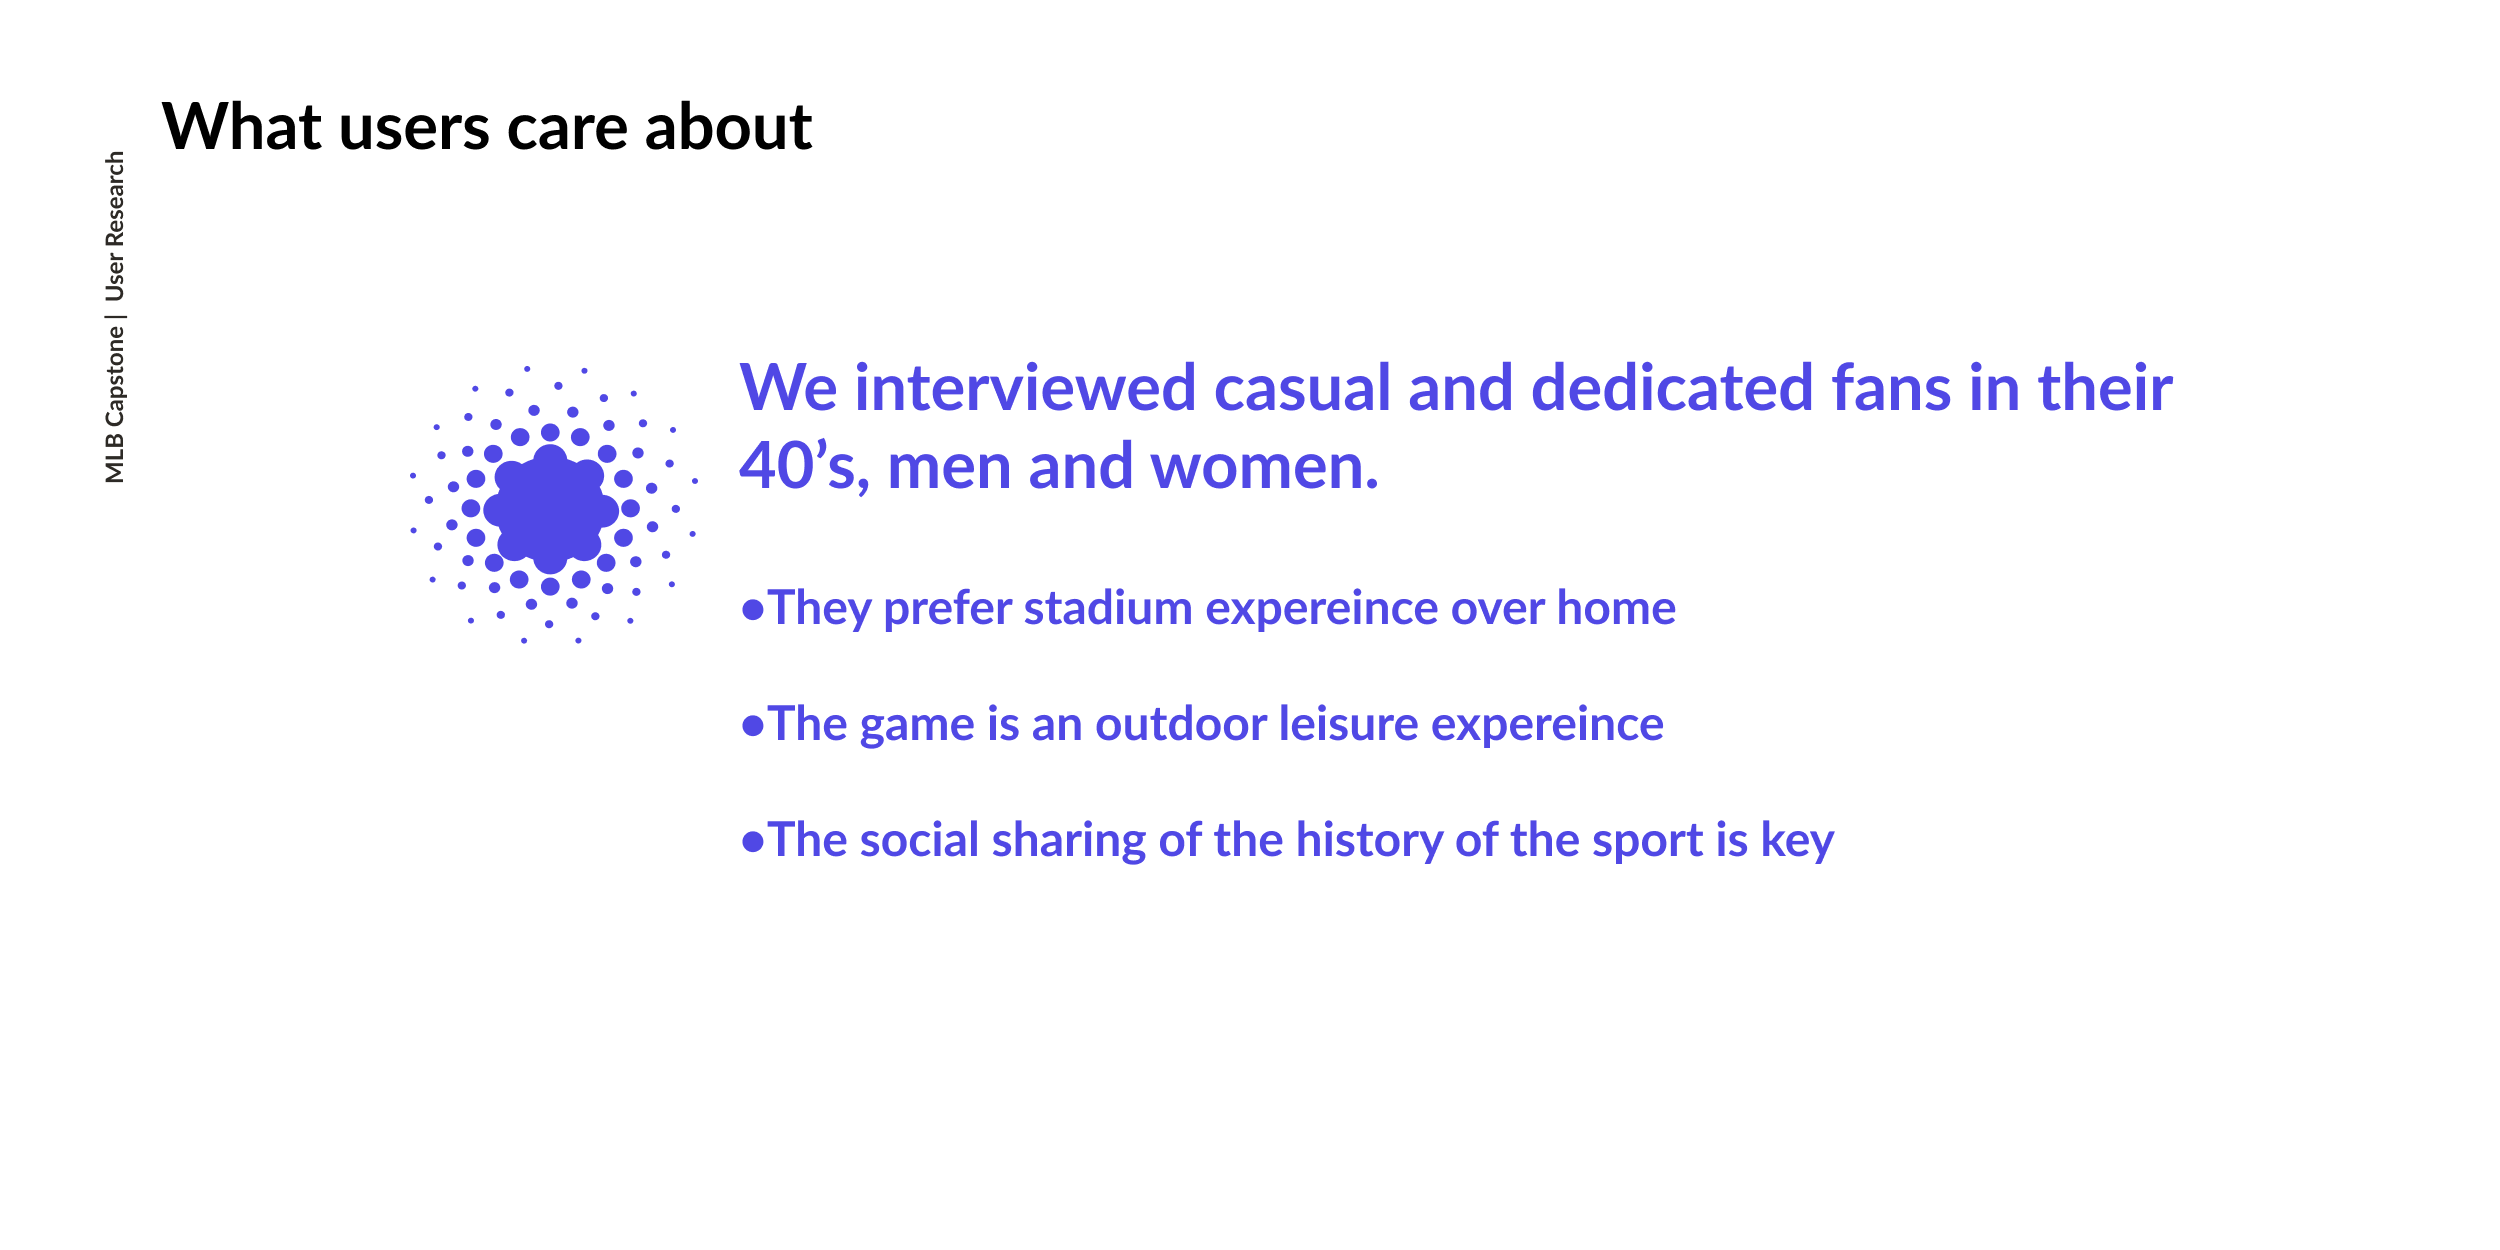 What users care about
MLB Capstone | User Research
We interviewed casual and dedicated fans in their
40’s, men and women.
•They prefer stadium expereince over home
•The game is an outdoor leisure expereince
•The social sharing of the history of the sport is key